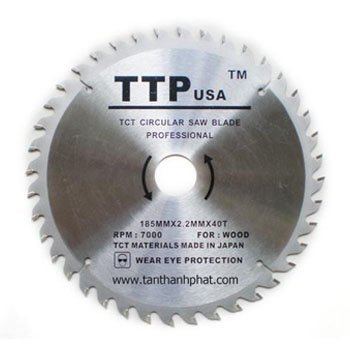 TTP USA TM
TCT CIRCULAR SAW BLADE
PROFESSIONAL
185MMX2.2MMX40T
RPM : 7000 FOR : WOOD
TCT MATERIALS MADE IN JAPAN
WEAR EYE PROTECTION
www.tanthanhphat.com